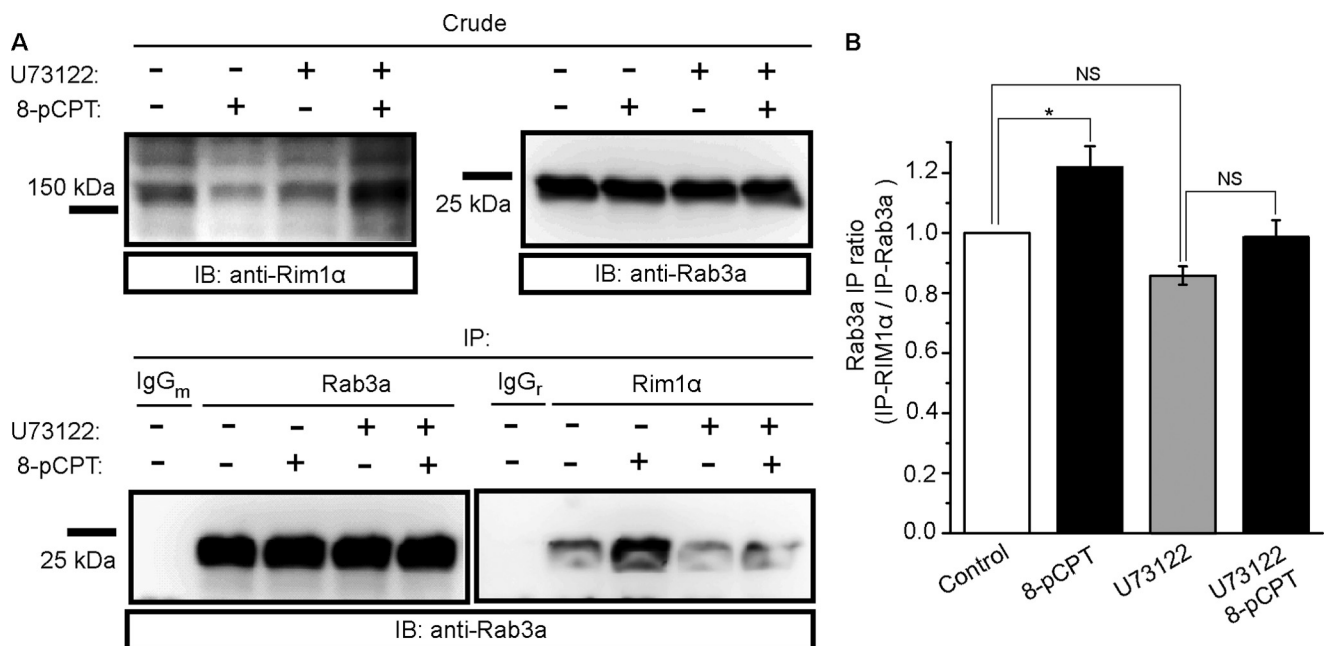 A
Crude
U73122: - - + + - - + +
8-pCPT: - + - + - + - +
150 kDa
25 kDa
IB: anti-Rim1α
IB: anti-Rab3a
IP:
IgGm Rab3a IgGr Rim1α
U73122: - - - + + - - - + +
8-pCPT: - - + - + - - + - +
25 kDa
IB: anti-Rab3a
B
NS
*
NS
Rab3a IP ratio
(IP-RIM1α / IP-Rab3a)
1.2
1.0
0.8
0.6
0.4
0.2
0.0
Control
8-pCPT
U73122
U73122
8-pCPT